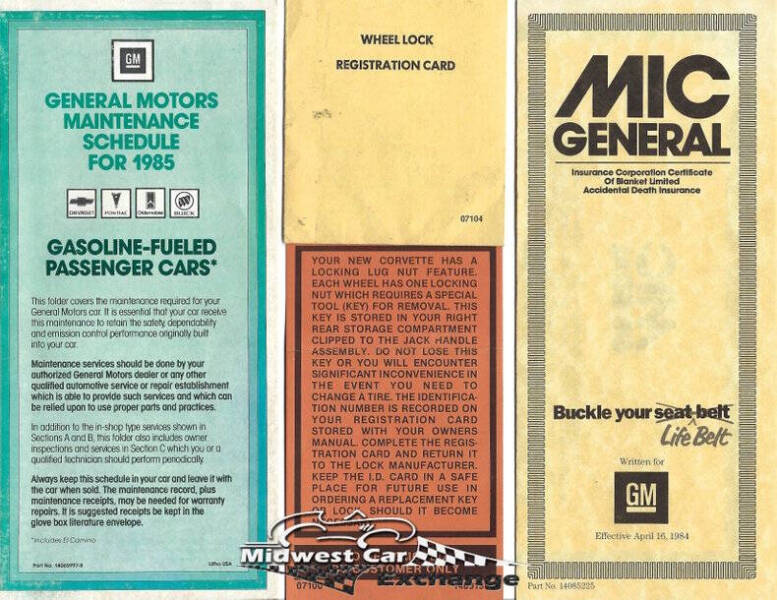 GM
GENERAL MOTORS
MAINTENANCE
SCHEDULE
FOR 1985
CHEVROLET
PONTIAC
Oldsmobile
BUICK
GASOLINE-FUELED
PASSENGER CARS*
This folder covers the maintenance required for your
General Motors car. It is essential that your car receive
this maintenance to retain the safety, dependability
and emission control performance originally built
into your car.
Maintenance services should be done by your
authorized General Motors dealer or any other
qualified automotive service or repair establishment
which is able to provide such services and which can
be relied upon to use proper parts and practices.
In addition to the in-shop type services shown in
Sections A and B, this folder also includes owner
inspections and services in Section C which you or a
qualified technician should perform periodically.
Always keep this schedule in your car and leave it with
the car when sold. The maintenance record, plus
maintenance receipts, may be needed for warranty
repairs. It is suggested receipts be kept in the
glove box literature envelope.
*Includes El Camino
Part No. 14065997-B
Litho USA
WHEEL LOCK
REGISTRATION CARD
07104
YOUR NEW CORVETTE HAS A
LOCKING LUG NUT FEATURE.
EACH WHEEL HAS ONE LOCKING
NUT WHICH REQUIRES A SPECIAL
TOOL (KEY) FOR REMOVAL. THIS
KEY IS STORED IN YOUR RIGHT
REAR STORAGE COMPARTMENT
CLIPPED TO THE JACK HANDLE
ASSEMBLY. DO NOT LOSE THIS
KEY OR YOU WILL ENCOUNTER
SIGNIFICANT INCONVENIENCE IN
THE EVENT YOU NEED TO
CHANGE A TIRE. THE IDENTIFICA-
TION NUMBER IS RECORDED ON
YOUR REGISTRATION CARD
STORED WITH YOUR OWNERS
MANUAL. COMPLETE THE REGIS-
TRATION CARD AND RETURN IT
TO THE LOCK MANUFACTURER.
KEEP THE I.D. CARD IN A SAFE
PLACE FOR FUTURE USE IN
ORDERING A REPLACEMENT KEY
LOCK SHOULD IT BECOME
CUSTOMER ONLY
Midwest Car
Exchange
MIC
GENERAL
Insurance Corporation Certificate
Of Blanket Limited
Accidental Death Insurance
Buckle your seat belt
Life Belt
Written for
GM
Effective April 16, 1984
Part No. 14085225